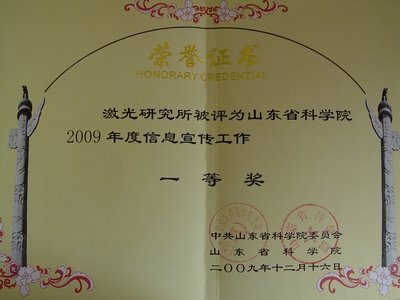 荣誉证书
HONORARY CREDENTIAL
激光研究所被评为山东省科学院
2009年度信息宣传工作
一等奖
中共山东省科学院委员会
山东省科学院
二〇〇九年十二月十六日